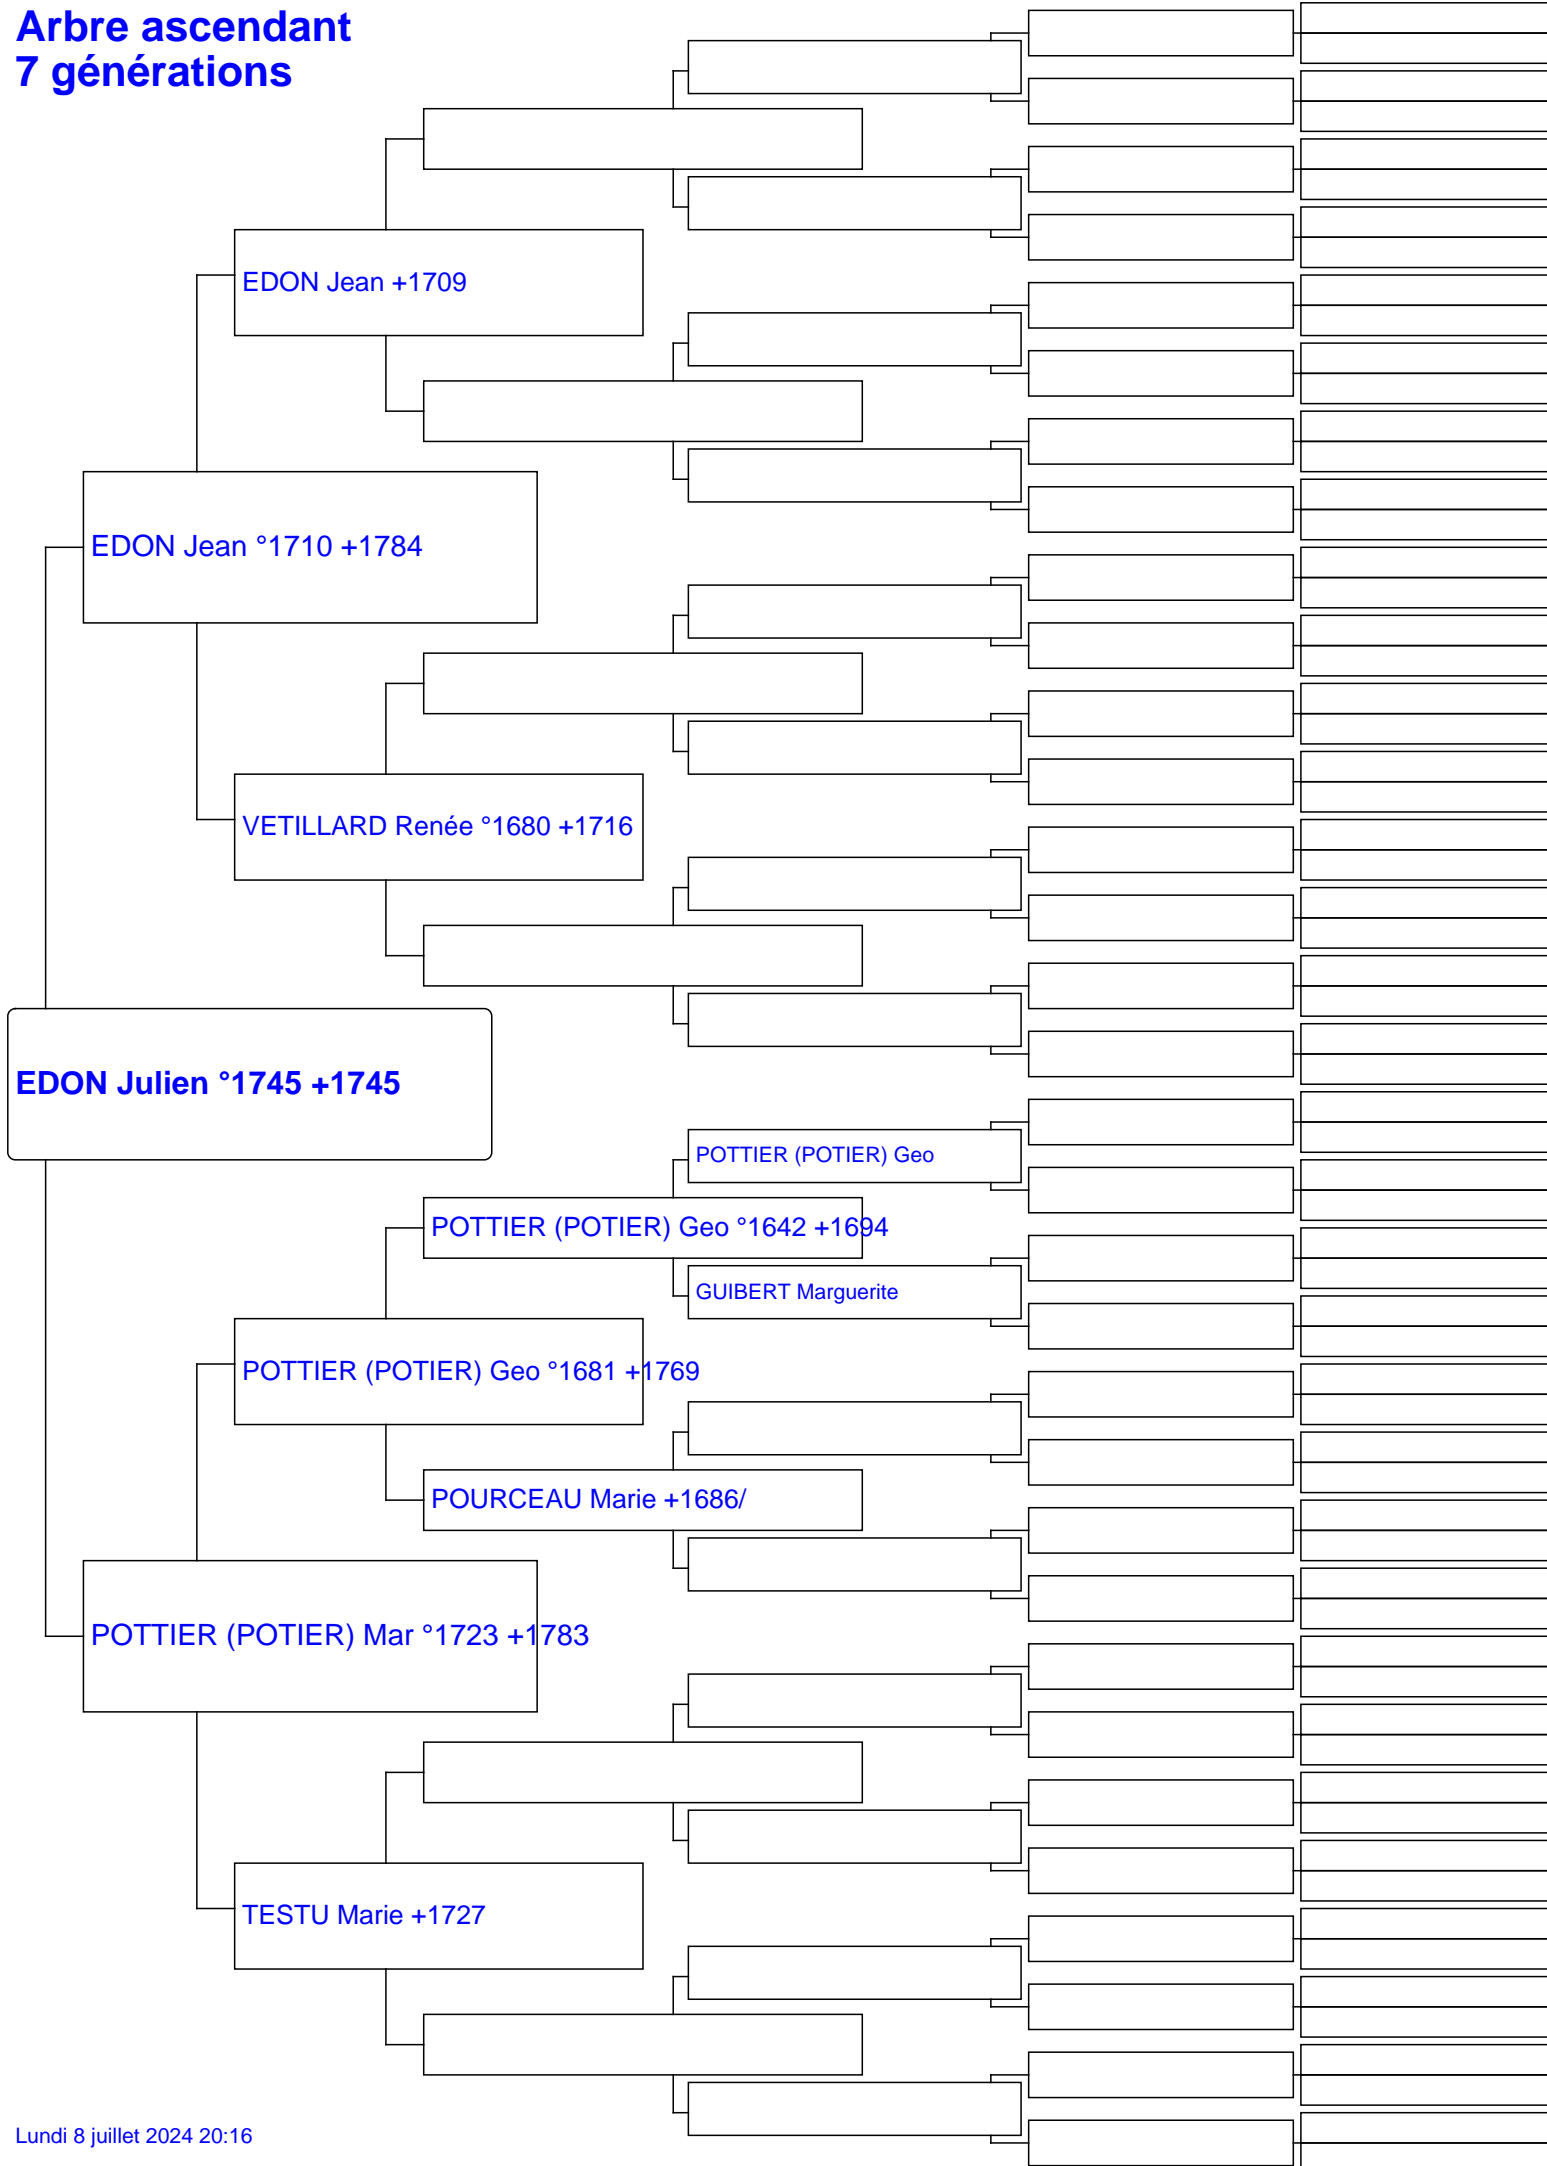 Arbre ascendant
7 générations
EDON Jean +1709
EDON Jean °1710 +1784
VETILLARD Renée °1680 +1716
EDON Julien °1745 +1745
POTTIER (POTIER) Geo
POTTIER (POTIER) Geo °1642 +1694
GUIBERT Marguerite
POTTIER (POTIER) Geo °1681 +1769
POURCEAU Marie +1686/
POTTIER (POTIER) Mar °1723 +1783
TESTU Marie +1727
Lundi 8 juillet 2024 20:16